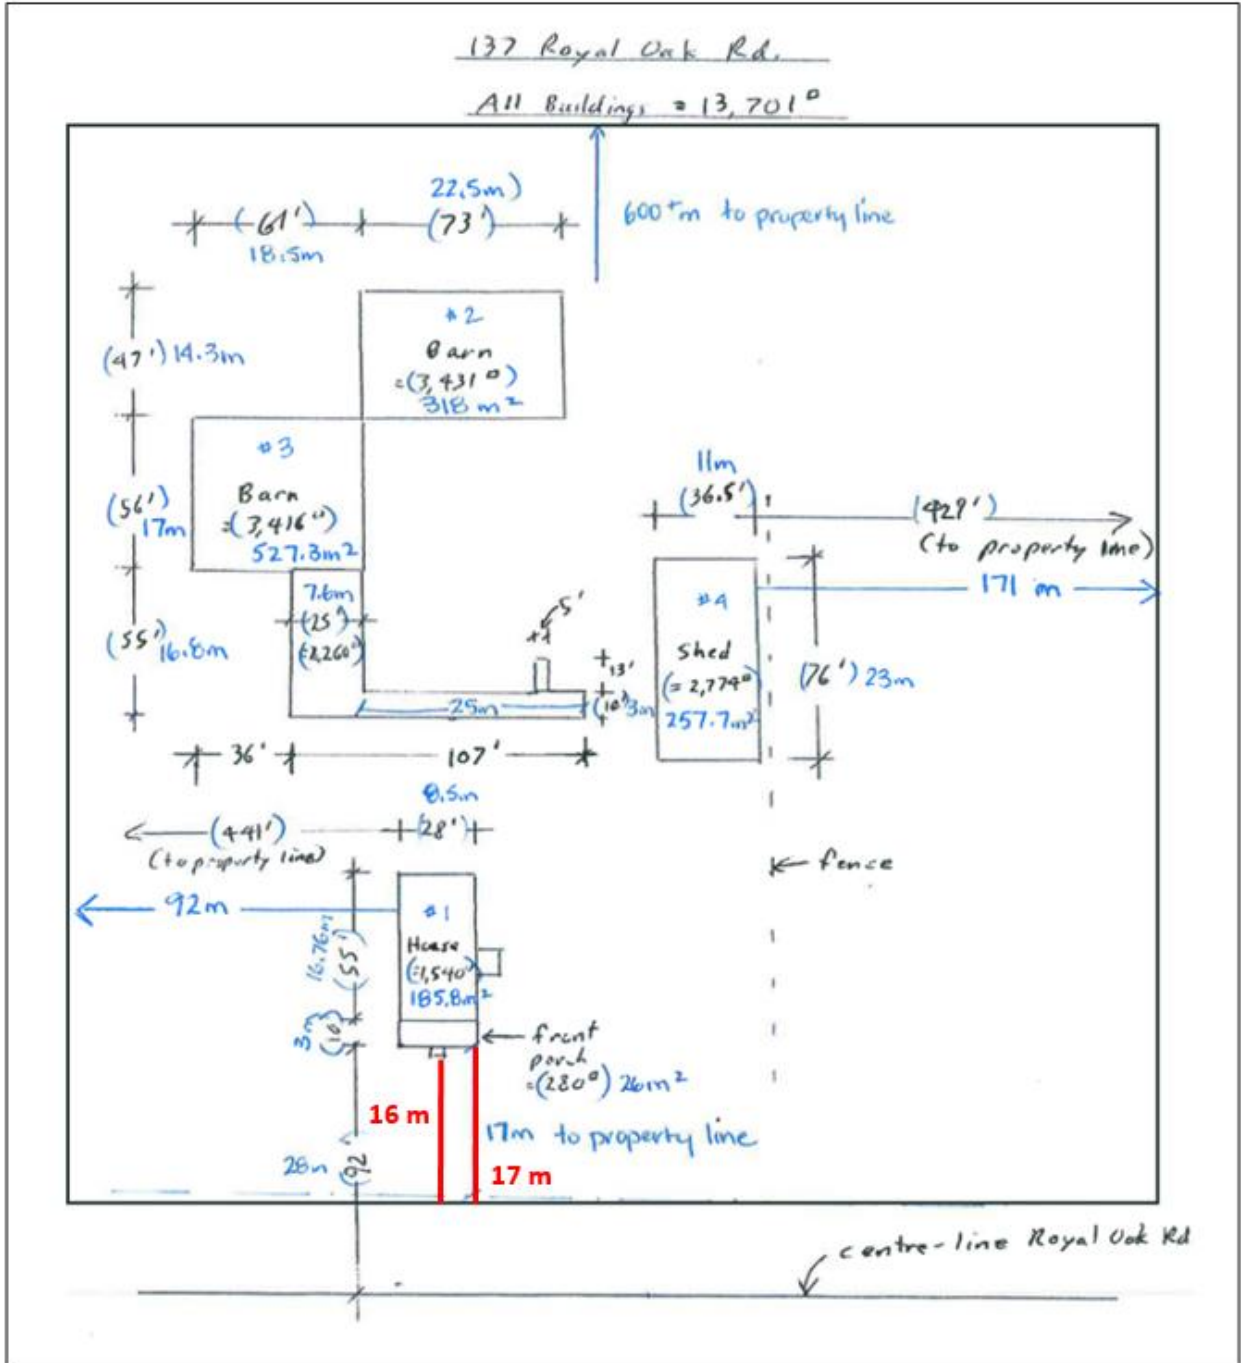 137 Royal Oak Rd.
All Buildings = 13,701□
22.5m)
(61')
(73')
18.5m
600+m to property line
#2
Barn
=(3,431□)
318 m²
(47') 14.3m
#3
Barn
=(3,416□)
527.3m²
(56')
17m
11m
(36.5')
(429')
(to property line)
171 m
7.6m
(25')
5'
#4
Shed
(= 2,774□)
257.7m²
(55') 16.8m
13'
(76') 23m
25m
(10') 3m
36'
107'
8.5m
(441')
(28')
(to property line)
fence
92m
#1
House
(=1,540□)
185.8m²
16.76m
(55')
3m
(10')
front
porch
=(280□) 26m²
16 m
17m to property line
28m
(92')
17 m
centre-line Royal Oak Rd